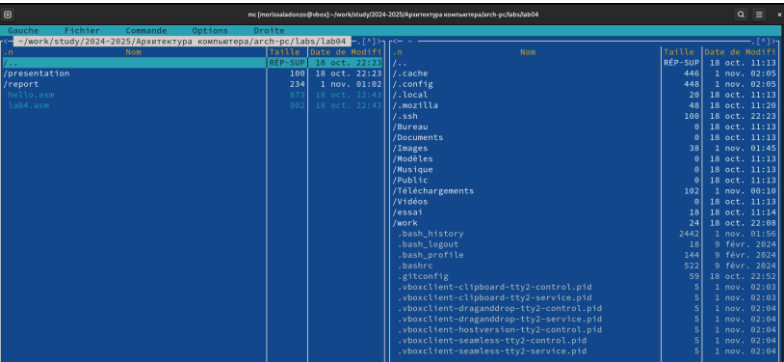 mc [morissaladonzo@vbox]:~/work/study/2024-2025/Архитектура компьютера/arch-pc/labs/lab04
Gauche Fichier Commande Options Droite
<- ~/work/study/2024-2025/Архитектура компьютера/arch-pc/labs/lab04 -.[^]>
.n Nom Taille Date de Modifi
/.. RÉP-SUP 18 oct. 22:23
/presentation 100 18 oct. 22:23
/report 234 1 nov. 01:02
hello.asm 873 18 oct. 22:43
lab4.asm 902 18 oct. 22:43
<- ~ -.[^]>
.n Nom Taille Date de Modifi
/.. RÉP-SUP 18 oct. 11:13
/.cache 446 1 nov. 02:05
/.config 448 1 nov. 02:05
/.local 20 18 oct. 11:13
/.mozilla 48 18 oct. 11:20
/.ssh 100 18 oct. 22:23
/Bureau 0 18 oct. 11:13
/Documents 0 18 oct. 11:13
/Images 38 1 nov. 01:45
/Modèles 0 18 oct. 11:13
/Musique 0 18 oct. 11:13
/Public 0 18 oct. 11:13
/Téléchargements 102 1 nov. 00:10
/Vidéos 0 18 oct. 11:13
/essai 18 18 oct. 11:14
/work 24 18 oct. 22:08
.bash_history 2442 1 nov. 01:56
.bash_logout 18 9 févr. 2024
.bash_profile 144 9 févr. 2024
.bashrc 522 9 févr. 2024
.gitconfig 59 18 oct. 22:52
.vboxclient-clipboard-tty2-control.pid 5 1 nov. 02:03
.vboxclient-clipboard-tty2-service.pid 5 1 nov. 02:03
.vboxclient-draganddrop-tty2-control.pid 5 1 nov. 02:04
.vboxclient-draganddrop-tty2-service.pid 5 1 nov. 02:04
.vboxclient-hostversion-tty2-control.pid 5 1 nov. 02:04
.vboxclient-seamless-tty2-control.pid 5 1 nov. 02:04
.vboxclient-seamless-tty2-service.pid 5 1 nov. 02:04